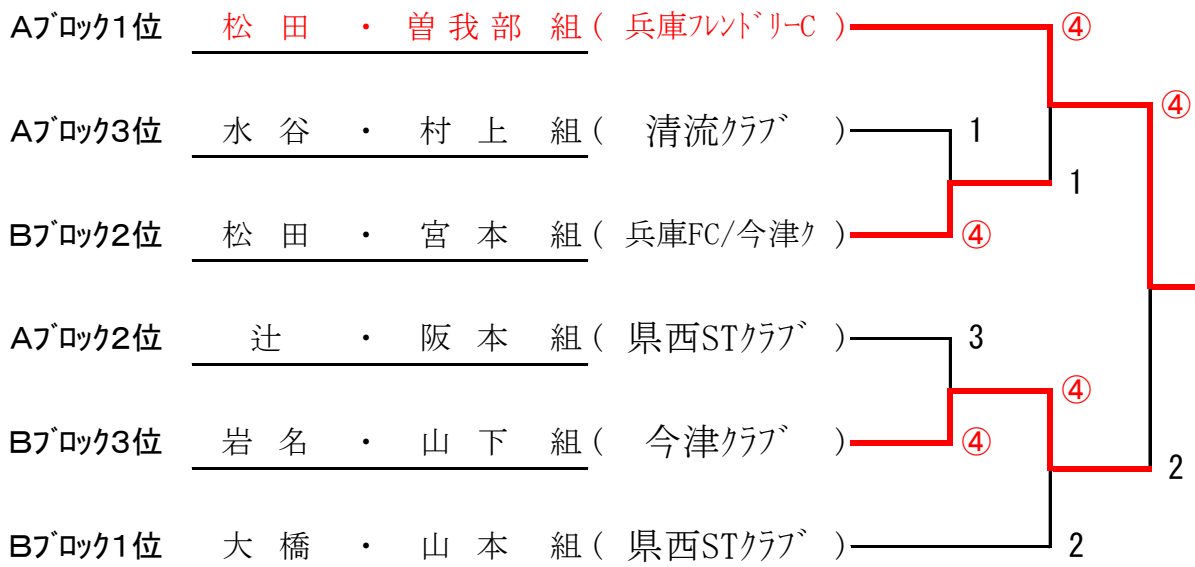 Aブロック1位 松田 ・ 曽我部 組 ( 兵庫フレンドリーC ) ④
④
Aブロック3位 水谷 ・ 村上 組 ( 清流クラブ ) 1
1
Bブロック2位 松田 ・ 宮本 組 ( 兵庫FC/今津ク ) ④
Aブロック2位 辻 ・ 阪本 組 ( 県西STクラブ ) 3
④
Bブロック3位 岩名 ・ 山下 組 ( 今津クラブ ) ④
2
Bブロック1位 大橋 ・ 山本 組 ( 県西STクラブ ) 2